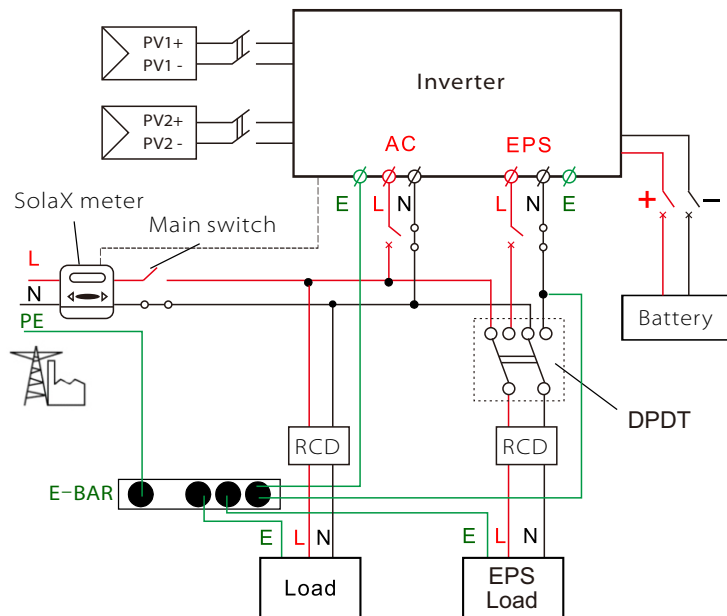 PV1+
PV1 -
PV2+
PV2 -
Inverter
AC
EPS
E
L
N
L
N
E
SolaX meter
Main switch
+
−
L
N
PE
Battery
DPDT
RCD
RCD
E-BAR
E
L
N
E
L
N
Load
EPS
Load